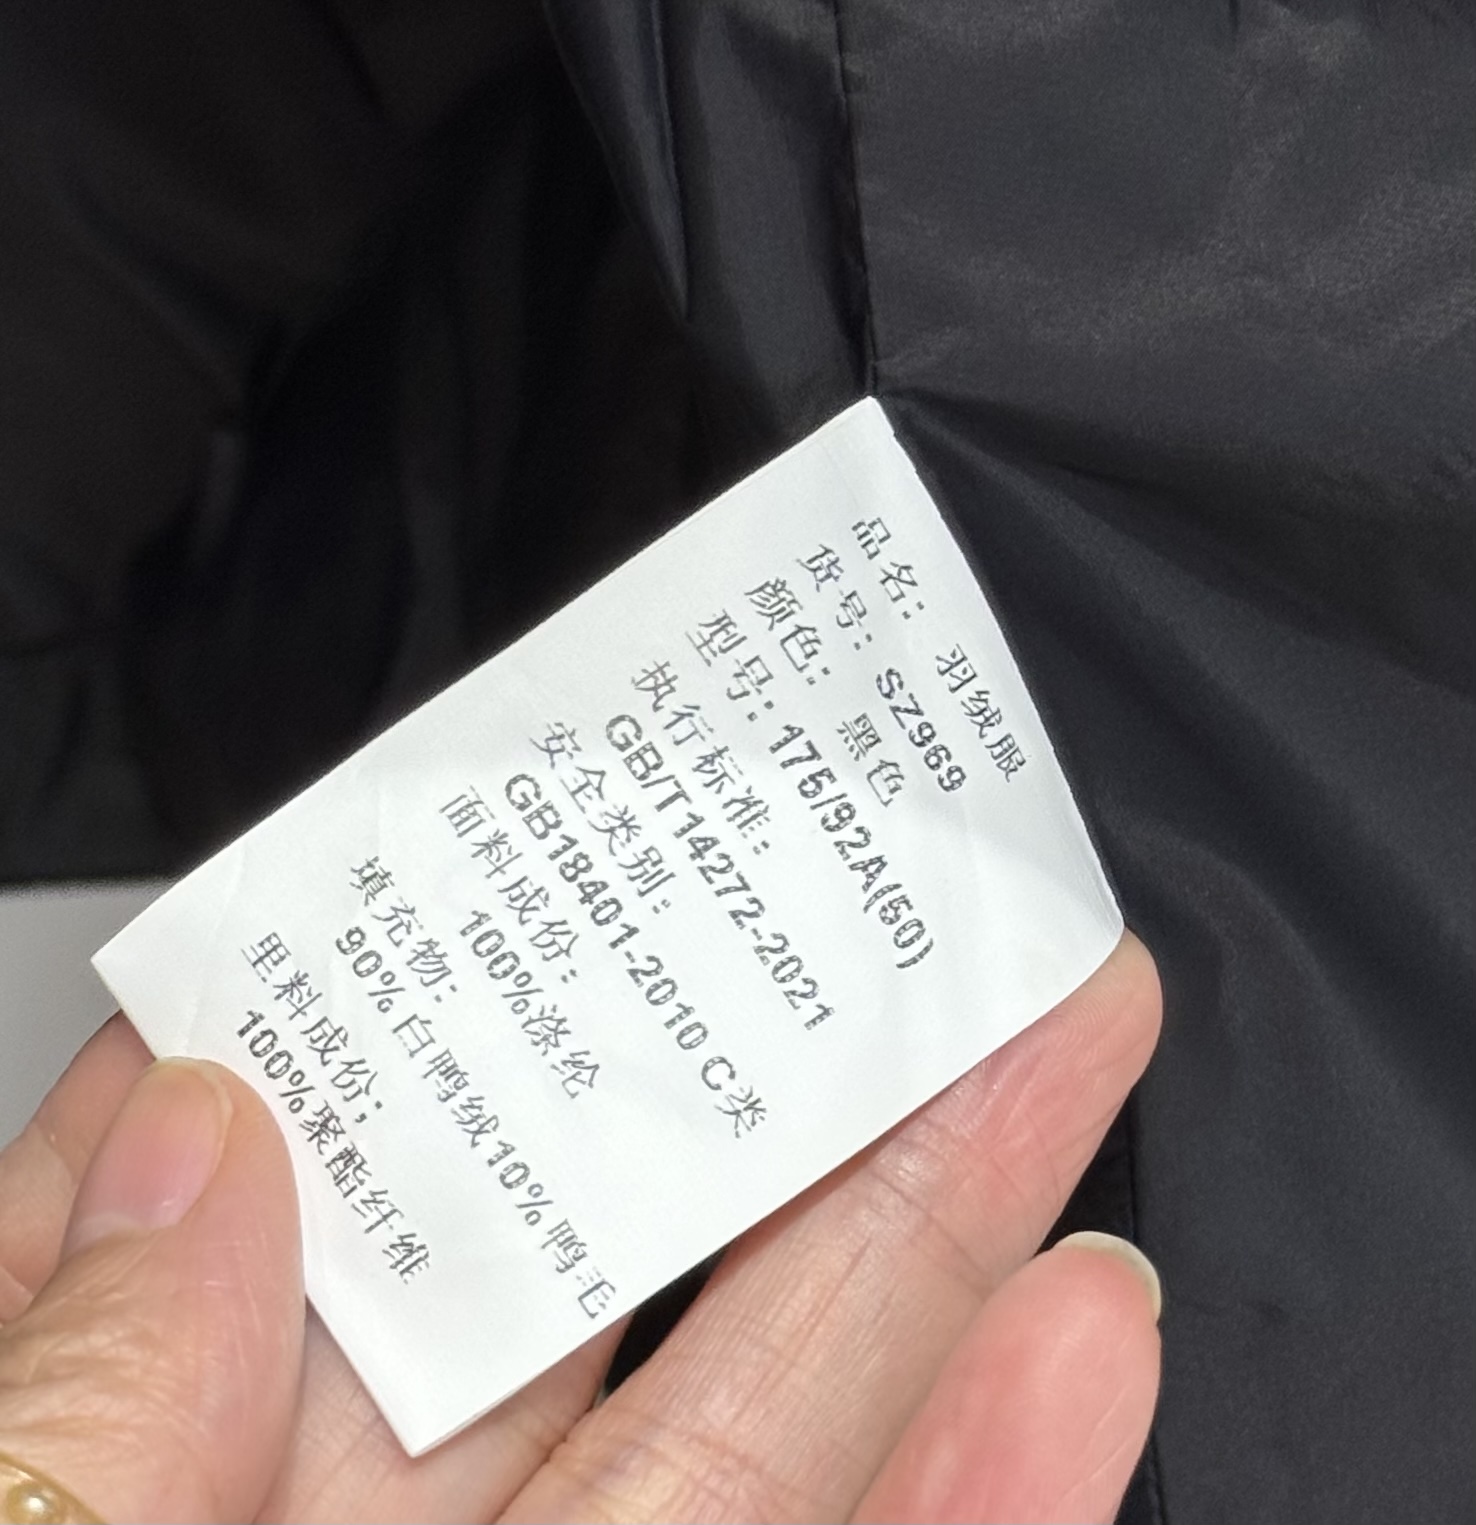 品名： 羽绒服
货号：SZ969
颜色： 黑色
型号：175/92A(50)
执行标准：
GB/T14272-2021
安全类别：
GB18401-2010 C类
面料成份：
100%涤纶
填充物：
90%白鸭绒10%鸭毛
里料成份；
100%聚酯纤维